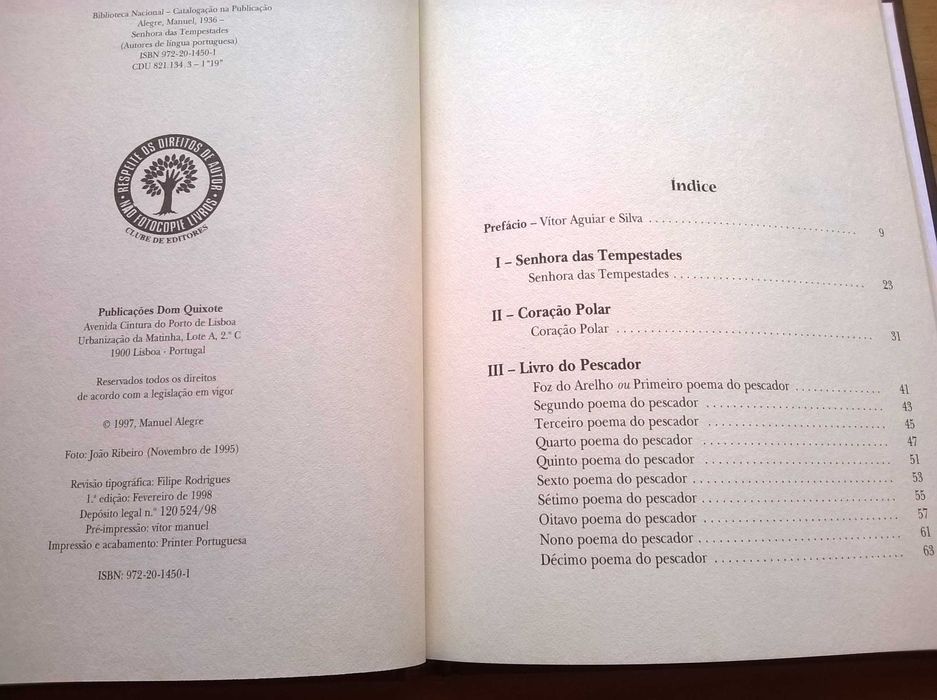 Biblioteca Nacional – Catalogação na Publicação
Alegre, Manuel, 1936 –
Senhora das Tempestades
(Autores de língua portuguesa)
ISBN 972-20-1450-1
CDU 821.134.3 – 1"19"
RESPEITE OS DIREITOS DE AUTOR
NÃO FOTOCOPIE LIVROS
CLUBE DE EDITORES
Publicações Dom Quixote
Avenida Cintura do Porto de Lisboa
Urbanização da Matinha, Lote A, 2.º C
1900 Lisboa · Portugal
Reservados todos os direitos
de acordo com a legislação em vigor
© 1997, Manuel Alegre
Foto: João Ribeiro (Novembro de 1995)
Revisão tipográfica: Filipe Rodrigues
1.ª edição: Fevereiro de 1998
Depósito legal n.º 120 524/98
Pré-impressão: vítor manuel
Impressão e acabamento: Printer Portuguesa
ISBN: 972-20-1450-1
Índice
Prefácio – Vítor Aguiar e Silva . . . . . . . . . . 9
I – Senhora das Tempestades
Senhora das Tempestades . . . . . . . . . . 23
II – Coração Polar
Coração Polar . . . . . . . . . . 31
III – Livro do Pescador
Foz do Arelho ou Primeiro poema do pescador . . . . . . . . . . 41
Segundo poema do pescador . . . . . . . . . . 43
Terceiro poema do pescador . . . . . . . . . . 45
Quarto poema do pescador . . . . . . . . . . 47
Quinto poema do pescador . . . . . . . . . . 51
Sexto poema do pescador . . . . . . . . . . 53
Sétimo poema do pescador . . . . . . . . . . 55
Oitavo poema do pescador . . . . . . . . . . 57
Nono poema do pescador . . . . . . . . . . 61
Décimo poema do pescador . . . . . . . . . . 63